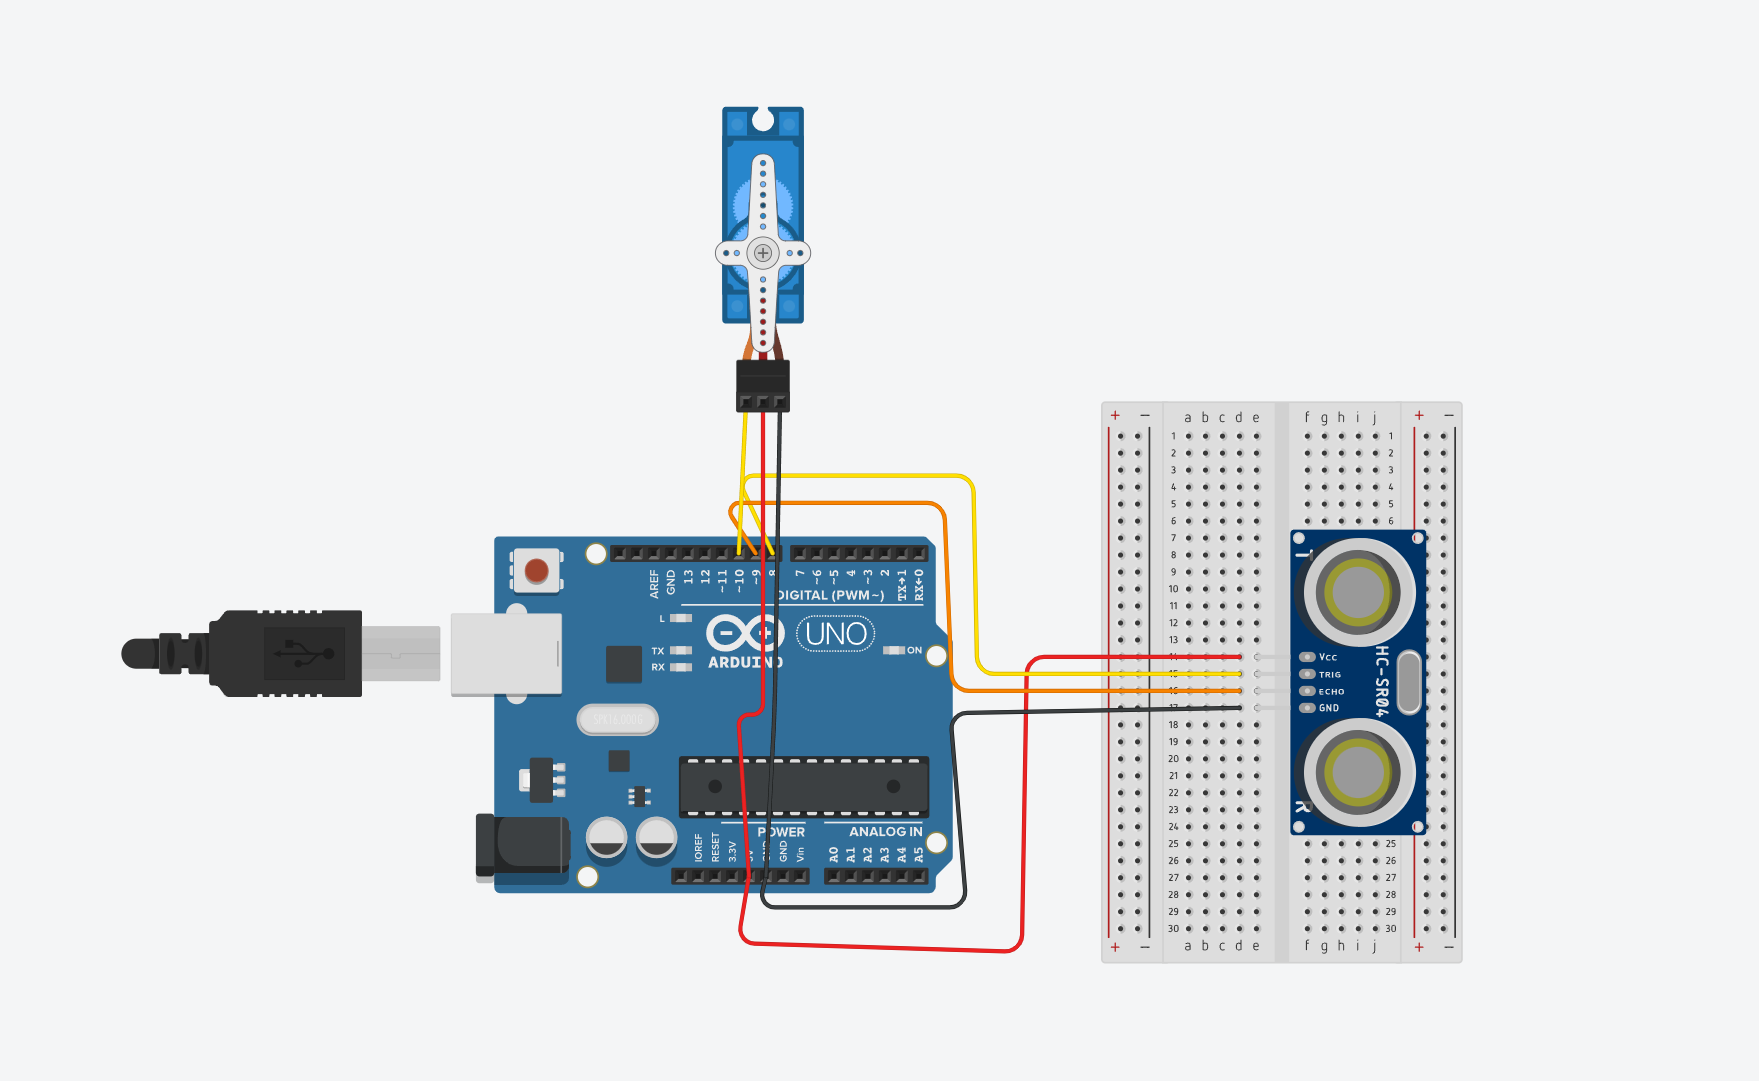 AREF
GND
13
12
~11
~10
~9
8
7
~6
~5
4
~3
2
TX→1
RX←0
DIGITAL (PWM~)
L
TX
RX
ARDUINO
UNO
ON
POWER
ANALOG IN
IOREF
RESET
3.3V
5V
GND
GND
Vin
A0
A1
A2
A3
A4
A5
+ − a b c d e f g h i j + −
1 1
2 2
3 3
4 4
5 5
6 6
7
8
9
10
11
12
13
14
15
16
17
18
19
20
21
22
23
24
25 25
26 26
27 27
28 28
29 29
30 30
+ − a b c d e f g h i j + −
T
VCC
TRIG
ECHO
GND
HC-SR04
R